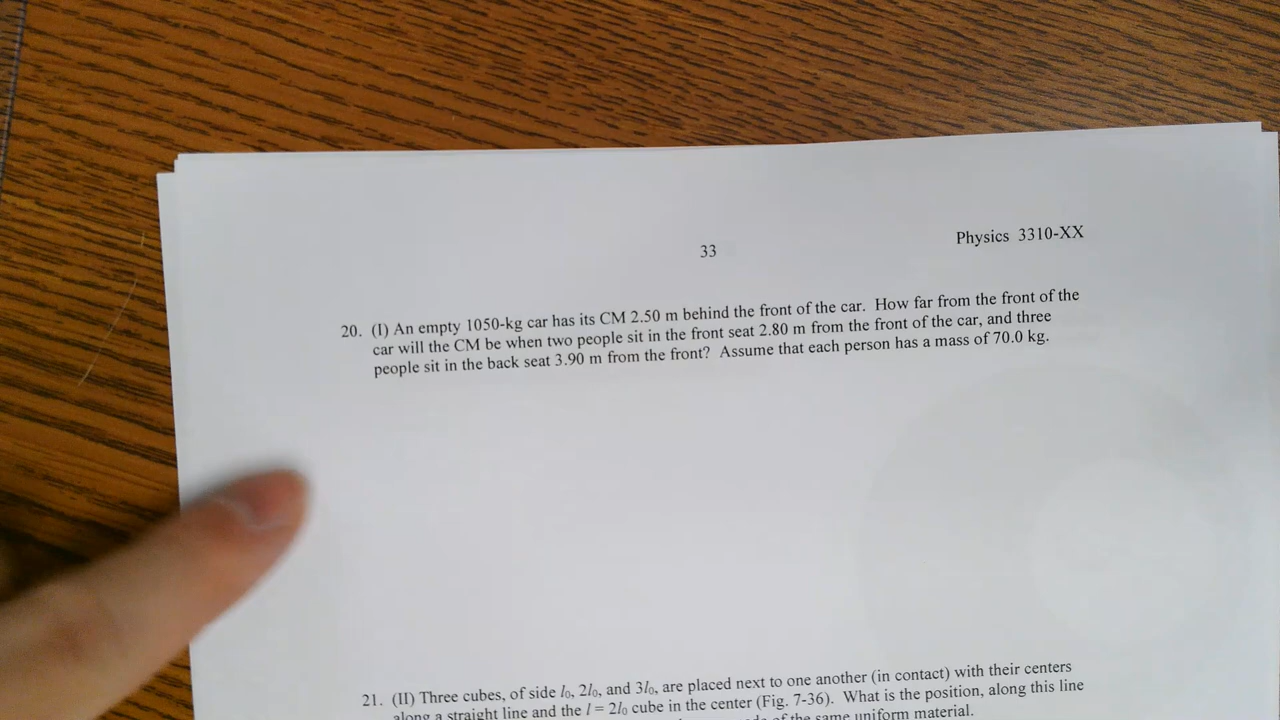 33
Physics 3310-XX
20. (I) An empty 1050-kg car has its CM 2.50 m behind the front of the car. How far from the front of the
car will the CM be when two people sit in the front seat 2.80 m from the front of the car, and three
people sit in the back seat 3.90 m from the front? Assume that each person has a mass of 70.0 kg.
21. (II) Three cubes, of side l₀, 2l₀, and 3l₀, are placed next to one another (in contact) with their centers
along a straight line and the l = 2l₀ cube in the center (Fig. 7-36). What is the position, along this line
of the same uniform material.